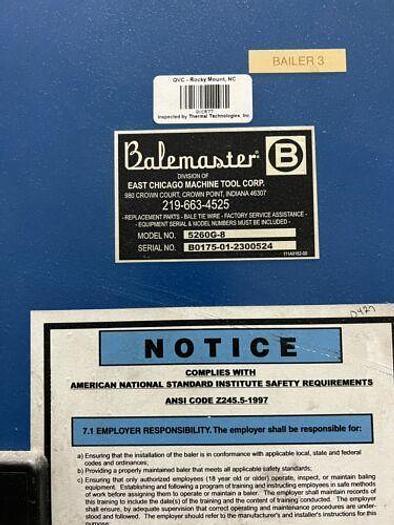 BAILER 3
QVC - Rocky Mount, NC
Inspected by Thermal Technologies, Inc
Balemaster B
DIVISION OF
EAST CHICAGO MACHINE TOOL CORP.
980 CROWN COURT, CROWN POINT, INDIANA 46307
219-663-4525
-REPLACEMENT PARTS - BALE TIE WIRE - FACTORY SERVICE ASSISTANCE -
- EQUIPMENT SERIAL & MODEL NUMBERS MUST BE INCLUDED -
MODEL NO. 5260G-8
SERIAL NO. B0175-01-2300524
NOTICE
COMPLIES WITH
AMERICAN NATIONAL STANDARD INSTITUTE SAFETY REQUIREMENTS
ANSI CODE Z245.5-1997
7.1 EMPLOYER RESPONSIBILITY. The employer shall be responsible for:
a) Ensuring that the installation of the baler is in conformance with applicable local, state and federal
codes and ordinances;
b) Providing a properly maintained baler that meets all applicable safety standards;
c) Ensuring that only authorized employees (18 year old or older) operate, inspect, or maintain baling
equipment. Establishing and following a program of training and instructing employees in safe methods
of work before assigning them to operate or maintain a baler. The employer shall maintain records of
this training to include the date(s) of the training and content of training conducted. The employer
shall ensure, by adequate supervision that correct operating and maintenance procedures are under-
stood and followed. The employer should refer to the manufacturer's and installer's instructions for this
purpose